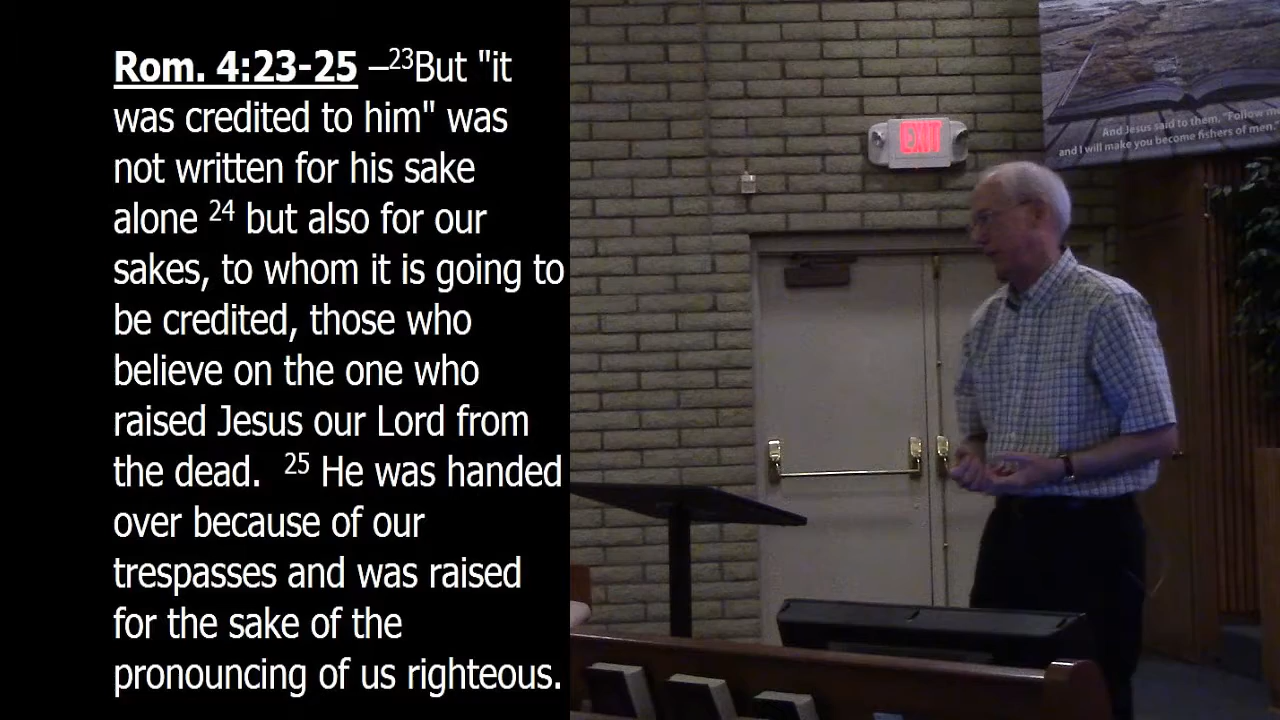 Rom. 4:23-25 –23But "it
was credited to him" was
not written for his sake
alone 24 but also for our
sakes, to whom it is going to
be credited, those who
believe on the one who
raised Jesus our Lord from
the dead. 25 He was handed
over because of our
trespasses and was raised
for the sake of the
pronouncing of us righteous.
EXIT
And Jesus said to them, "Follow
and I will make you become fishers of men."